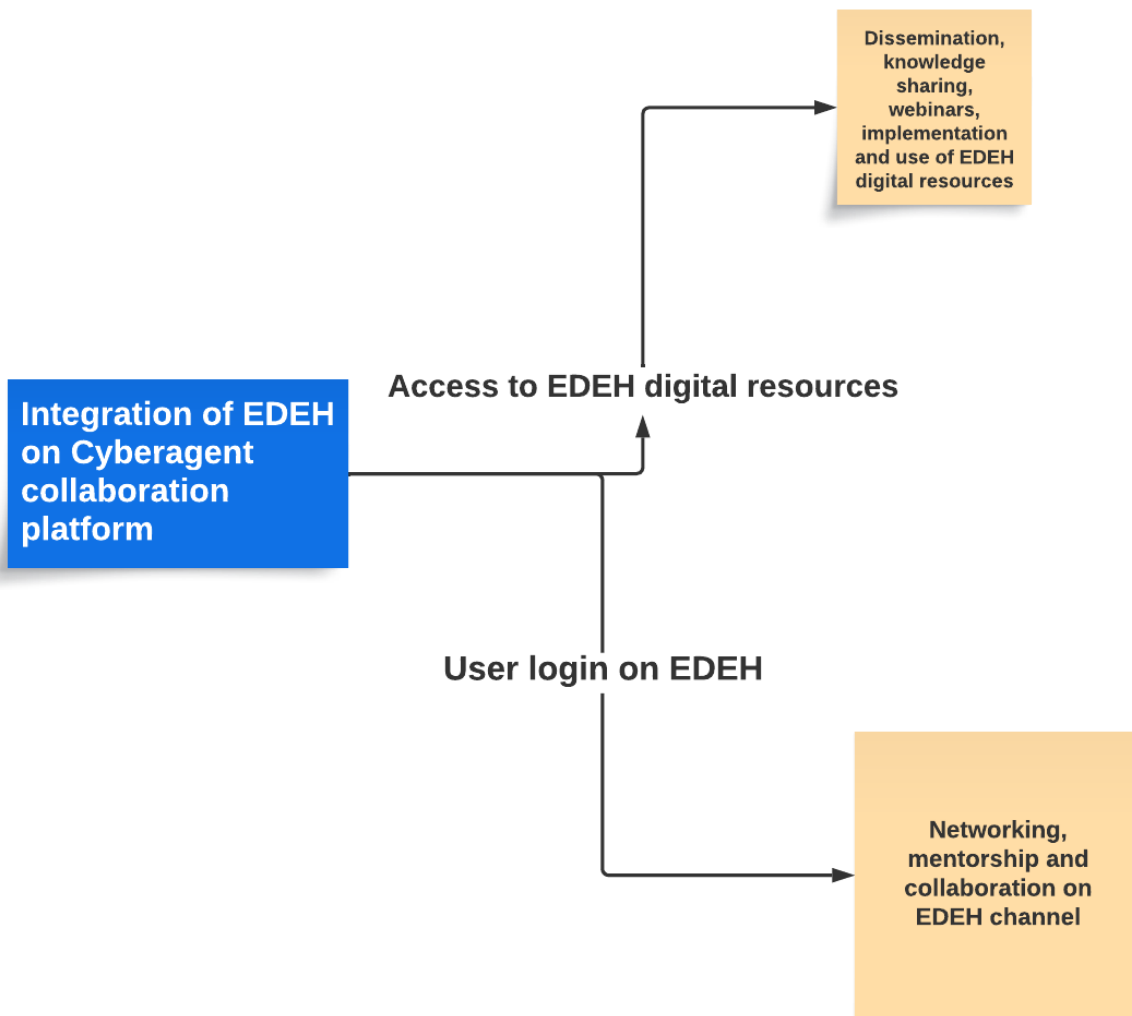 Dissemination,
knowledge
sharing,
webinars,
implementation
and use of EDEH
digital resources
Access to EDEH digital resources
Integration of EDEH
on Cyberagent
collaboration
platform
User login on EDEH
Networking,
mentorship and
collaboration on
EDEH channel